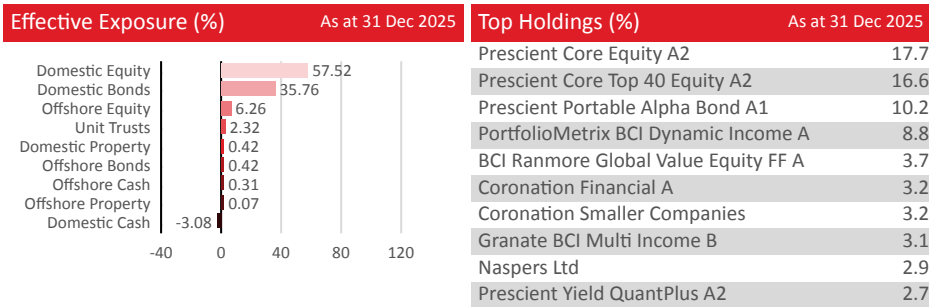 Effective Exposure (%) As at 31 Dec 2025
Domestic Equity 57.52
Domestic Bonds 35.76
Offshore Equity 6.26
Unit Trusts 2.32
Domestic Property 0.42
Offshore Bonds 0.42
Offshore Cash 0.31
Offshore Property 0.07
Domestic Cash -3.08
-40 0 40 80 120
Top Holdings (%) As at 31 Dec 2025
Prescient Core Equity A2 17.7
Prescient Core Top 40 Equity A2 16.6
Prescient Portable Alpha Bond A1 10.2
PortfolioMetrix BCI Dynamic Income A 8.8
BCI Ranmore Global Value Equity FF A 3.7
Coronation Financial A 3.2
Coronation Smaller Companies 3.2
Granate BCI Multi Income B 3.1
Naspers Ltd 2.9
Prescient Yield QuantPlus A2 2.7